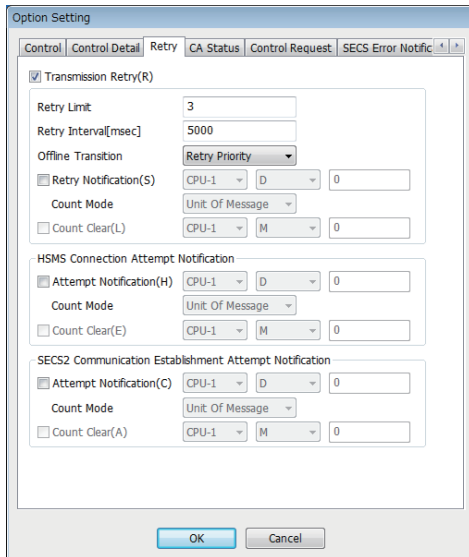 Option Setting
Control Control Detail Retry CA Status Control Request SECS Error Notific
Transmission Retry(R)
Retry Limit 3
Retry Interval[msec] 5000
Offline Transition Retry Priority
Retry Notification(S) CPU-1 D 0
Count Mode Unit Of Message
Count Clear(L) CPU-1 M 0
HSMS Connection Attempt Notification
Attempt Notification(H) CPU-1 D 0
Count Mode Unit Of Message
Count Clear(E) CPU-1 M 0
SECS2 Communication Establishment Attempt Notification
Attempt Notification(C) CPU-1 D 0
Count Mode Unit Of Message
Count Clear(A) CPU-1 M 0
OK Cancel